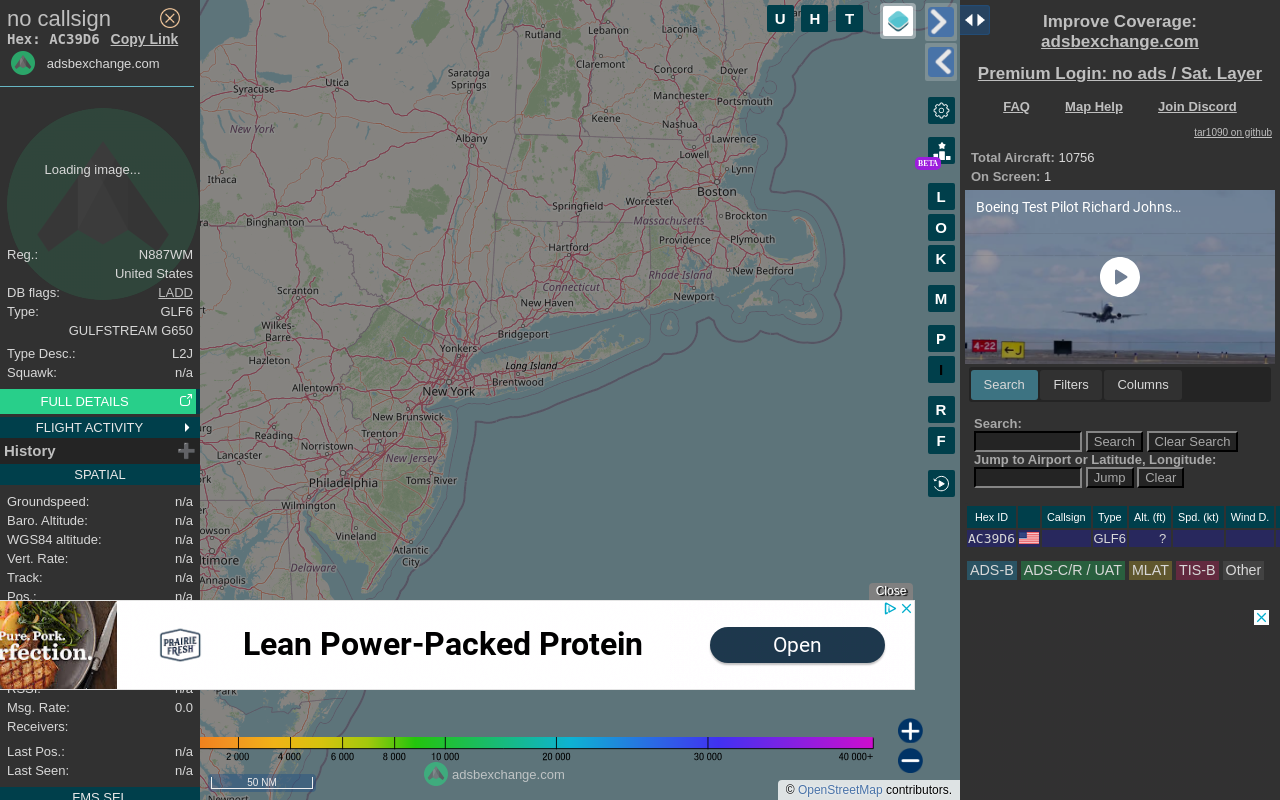 no callsign
Hex: AC39D6 Copy Link
adsbexchange.com
Loading image...
Reg.: N887WM
United States
DB flags: LADD
Type: GLF6
GULFSTREAM G650
Type Desc.: L2J
Squawk: n/a
FULL DETAILS
FLIGHT ACTIVITY
History
SPATIAL
Groundspeed: n/a
Baro. Altitude: n/a
WGS84 altitude: n/a
Vert. Rate: n/a
Track: n/a
Pos.: n/a
RSSI: n/a
Msg. Rate: 0.0
Receivers:
Last Pos.: n/a
Last Seen: n/a
FMS SEL
U H T
Rutland
Lebanon
Laconia
Claremont
Concord
Dover
Saratoga
Springs
Utica
Syracuse
Manchester
Portsmouth
Keene
Nashua
New York
Albany
Lawrence
Lowell
Lynn
Ithaca
Boston
Worcester
Springfield
Massachusetts
Brockton
Binghamton
Providence
Plymouth
Hartford
Rhode Island
New Bedford
Connecticut
Scranton
Newport
New Haven
Wilkes-
Barre
Bridgeport
Hazleton
Yonkers
Long Island
Allentown
New York
Brentwood
New Brunswick
Reading
Trenton
Norristown
Lancaster
New Jersey
Philadelphia
Toms River
Wilmington
Vineland
Atlantic
City
Annapolis
Delaware
BETA
L
O
K
M
P
I
R
F
Close
Pure. Pork.
PRAIRIE
FRESH
Lean Power-Packed Protein
Open
Park
2 000 4 000 6 000 8 000 10 000 20 000 30 000 40 000+
adsbexchange.com
50 NM
Newport
© OpenStreetMap contributors.
Improve Coverage:
adsbexchange.com
Premium Login: no ads / Sat. Layer
FAQ Map Help Join Discord
tar1090 on github
Total Aircraft: 10756
On Screen: 1
Boeing Test Pilot Richard Johns…
4-22 J
Search Filters Columns
Search:
Search Clear Search
Jump to Airport or Latitude, Longitude:
Jump Clear
Hex ID Callsign Type Alt. (ft) Spd. (kt) Wind D.
AC39D6 GLF6 ?
ADS-B ADS-C/R / UAT MLAT TIS-B Other